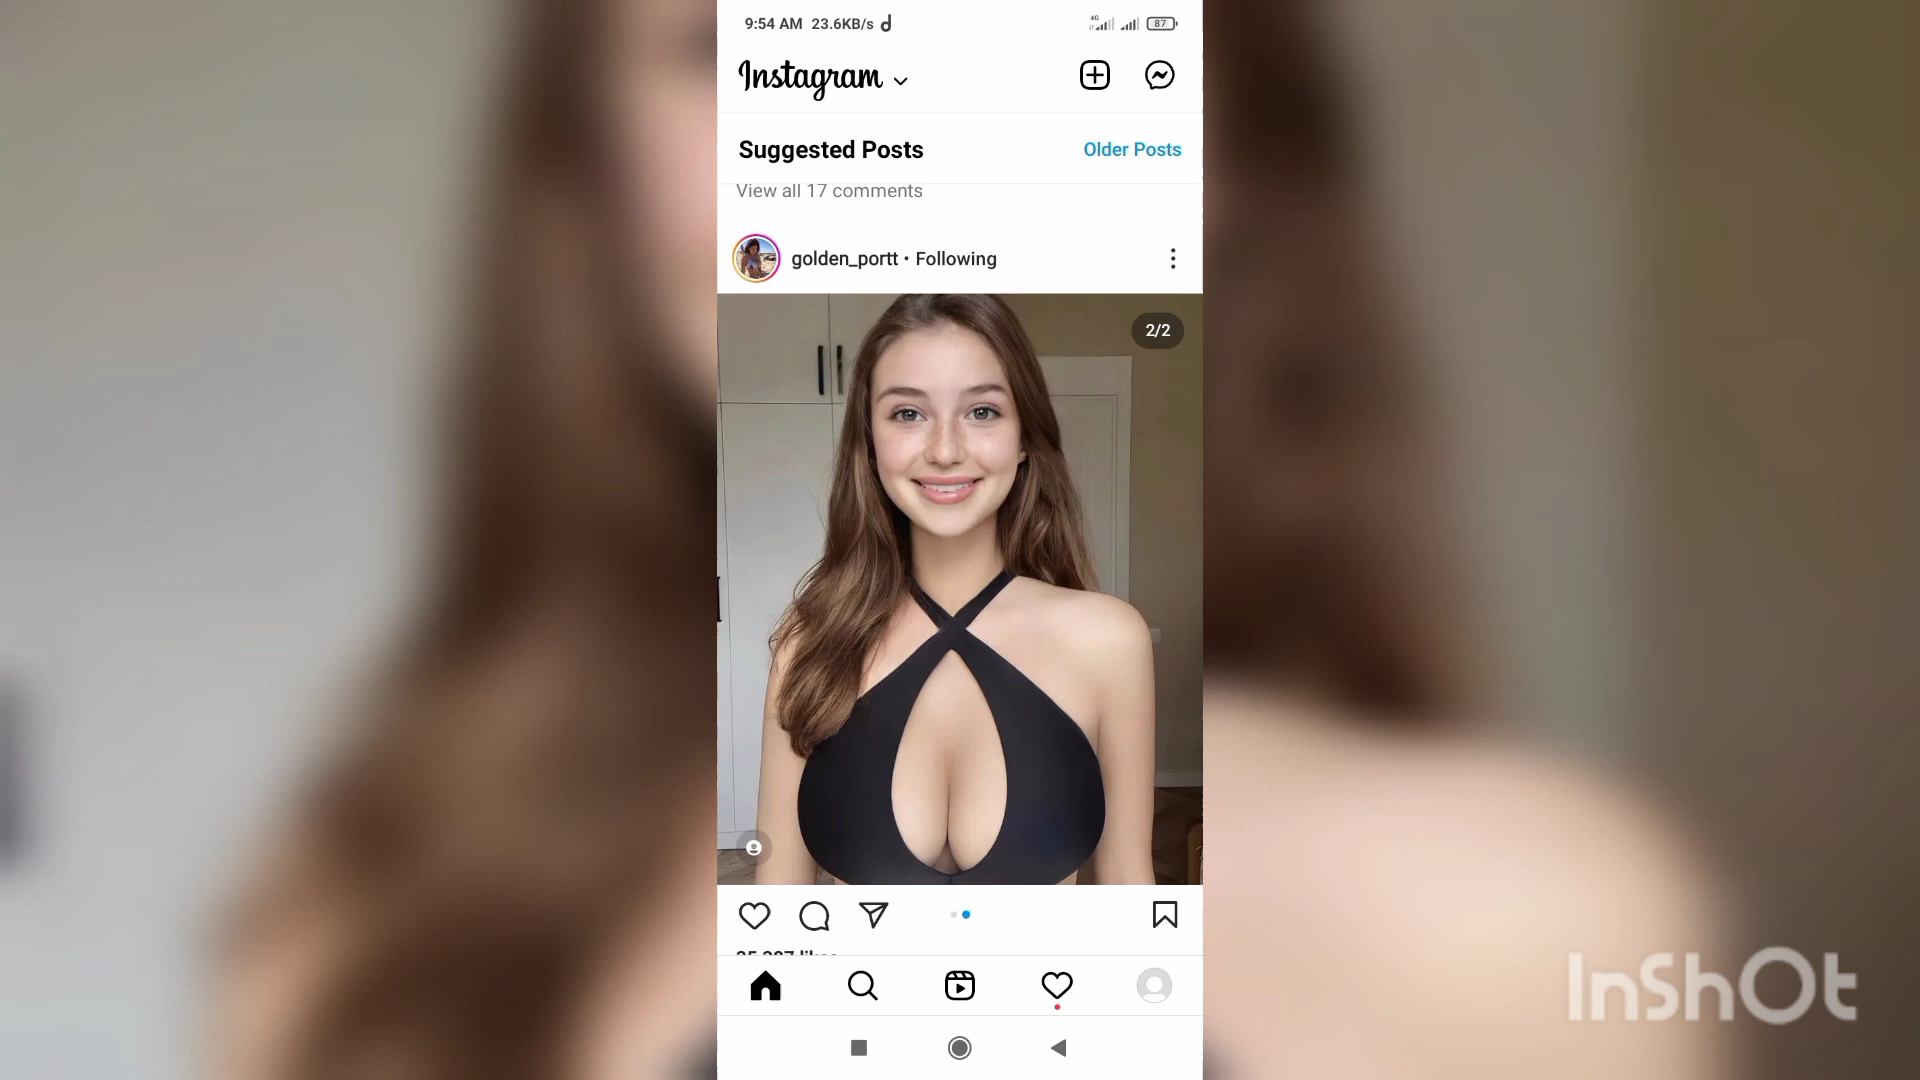 9:54 AM 23.6KB/s
4G
87
Instagram
Suggested Posts
Older Posts
View all 17 comments
golden_portt • Following
2/2
InShOt